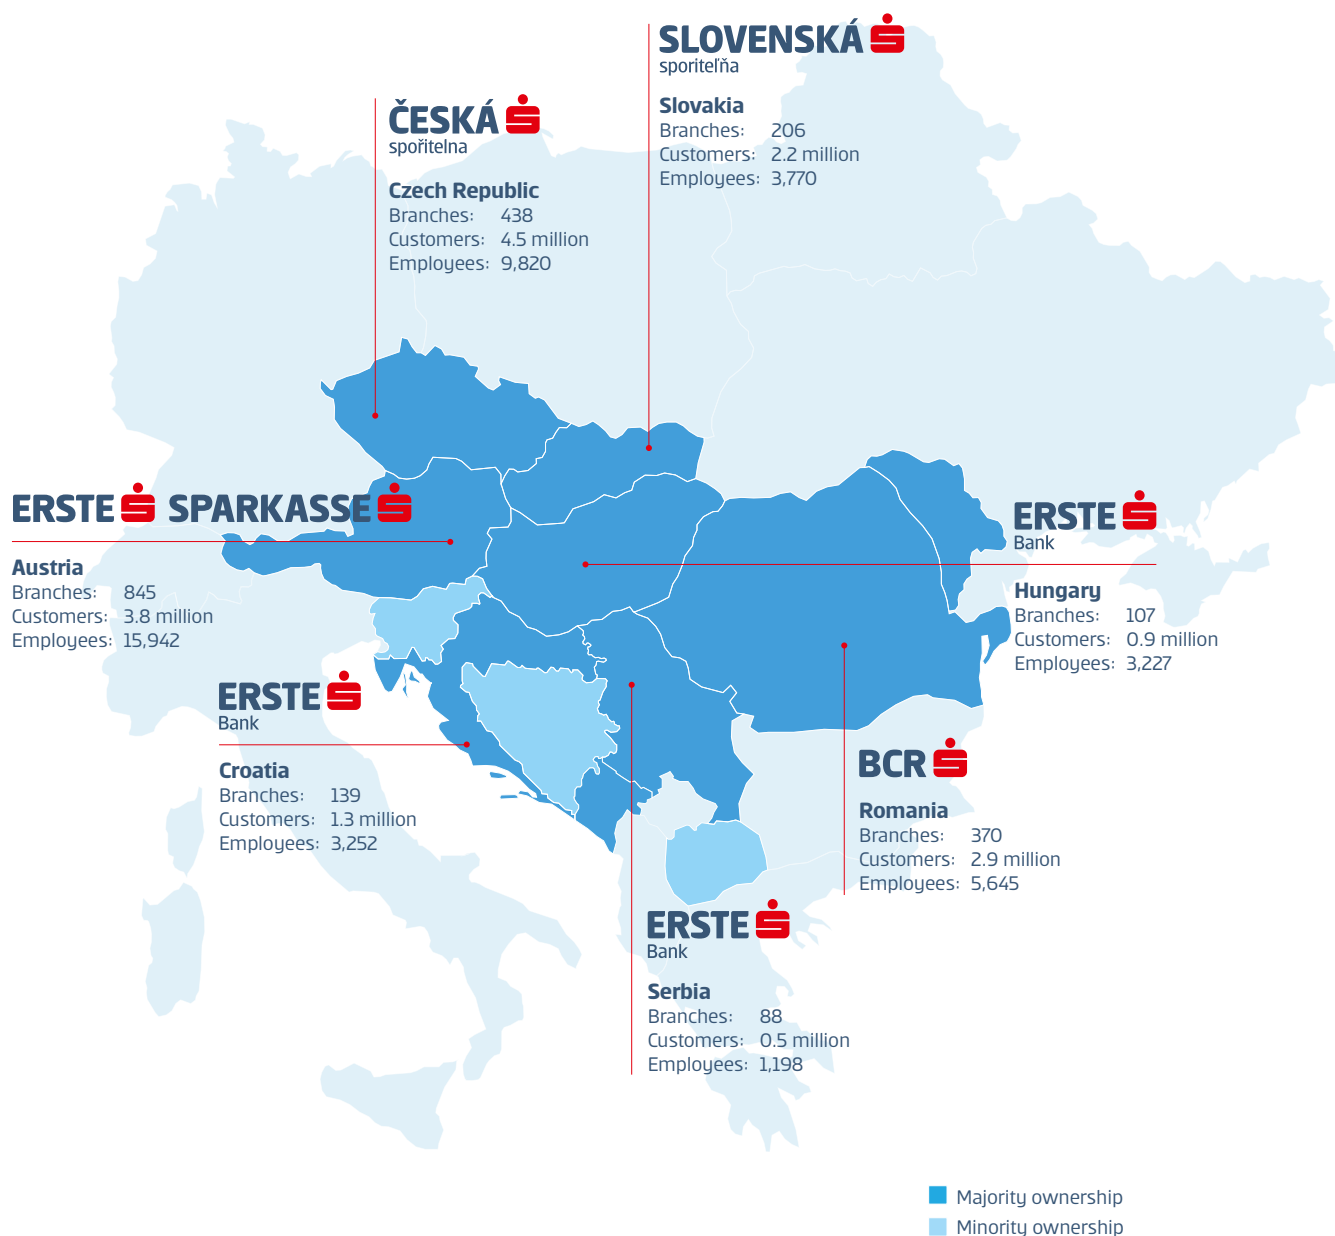 SLOVENSKÁ
sporiteľňa
Slovakia
Branches: 206
Customers: 2.2 million
Employees: 3,770
ČESKÁ
spořitelna
Czech Republic
Branches: 438
Customers: 4.5 million
Employees: 9,820
ERSTE SPARKASSE
Austria
Branches: 845
Customers: 3.8 million
Employees: 15,942
ERSTE
Bank
Hungary
Branches: 107
Customers: 0.9 million
Employees: 3,227
ERSTE
Bank
Croatia
Branches: 139
Customers: 1.3 million
Employees: 3,252
BCR
Romania
Branches: 370
Customers: 2.9 million
Employees: 5,645
ERSTE
Bank
Serbia
Branches: 88
Customers: 0.5 million
Employees: 1,198
Majority ownership
Minority ownership